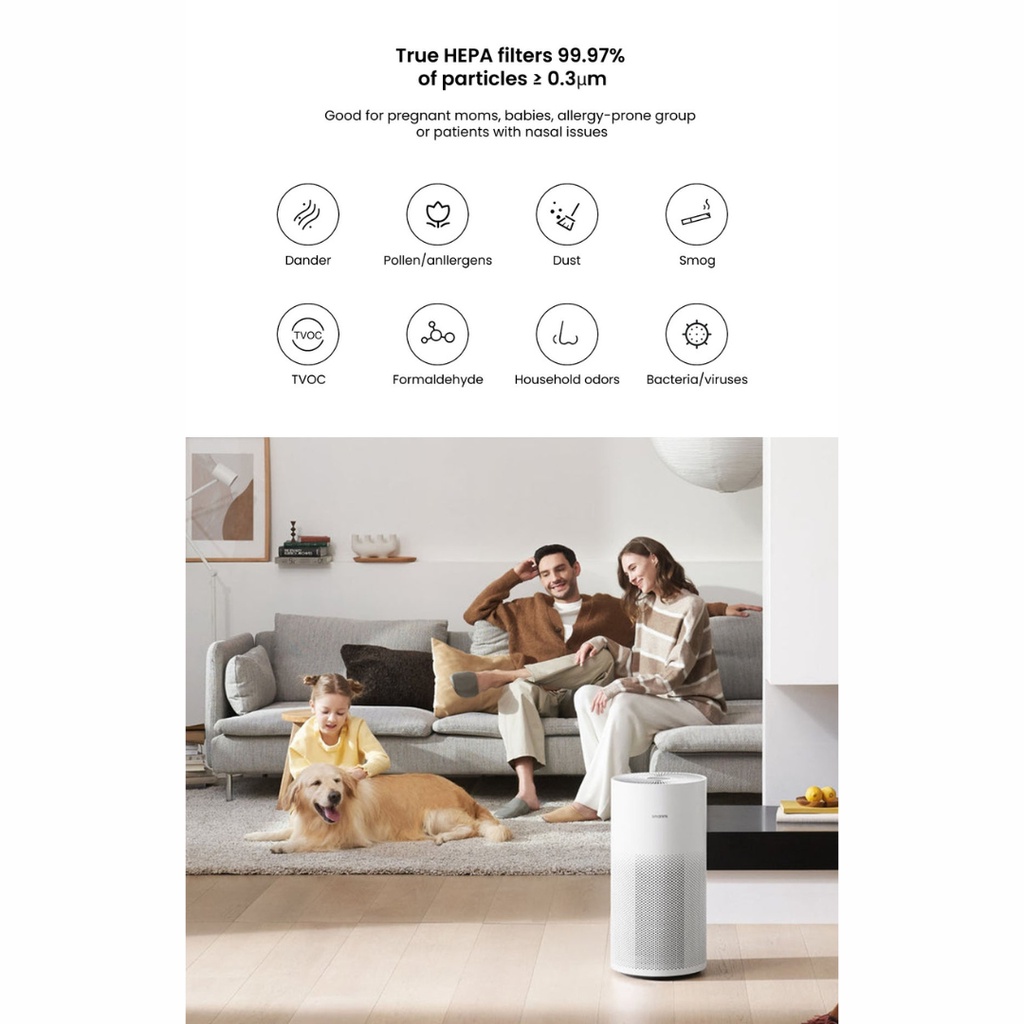 True HEPA filters 99.97%
of particles ≥ 0.3μm
Good for pregnant moms, babies, allergy-prone group
or patients with nasal issues
Dander
Pollen/anllergens
Dust
Smog
TVOC
TVOC
Formaldehyde
Household odors
Bacteria/viruses